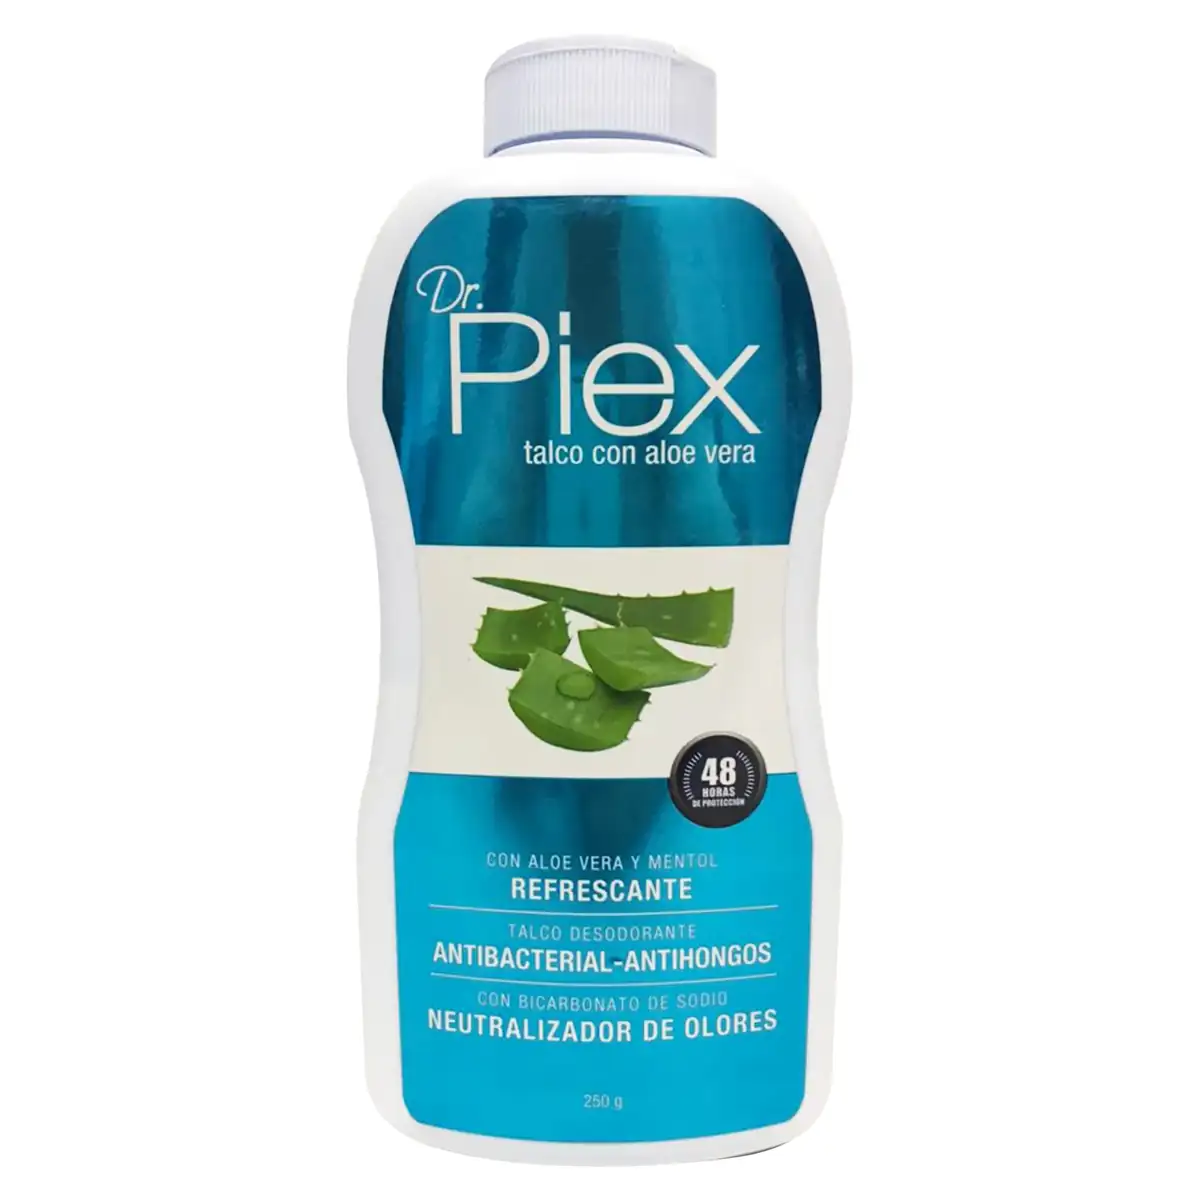 Dr.
Piex
talco con aloe vera
48
HORAS
DE PROTECCIÓN
CON ALOE VERA Y MENTOL
REFRESCANTE
TALCO DESODORANTE
ANTIBACTERIAL-ANTIHONGOS
CON BICARBONATO DE SODIO
NEUTRALIZADOR DE OLORES
250 g